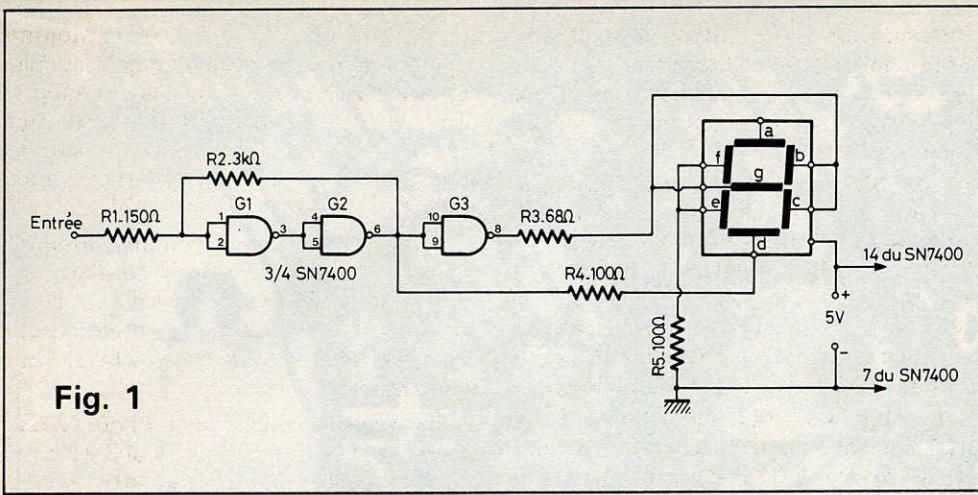 R2.3kΩ
Entrée
R1.150Ω
G1
G2
G3
1
2
3
4
5
6
10
9
8
R3.68Ω
3/4 SN7400
R4.100Ω
R5.100Ω
a
f
b
g
e
c
d
14 du SN7400
+
5V
-
7 du SN7400
Fig. 1